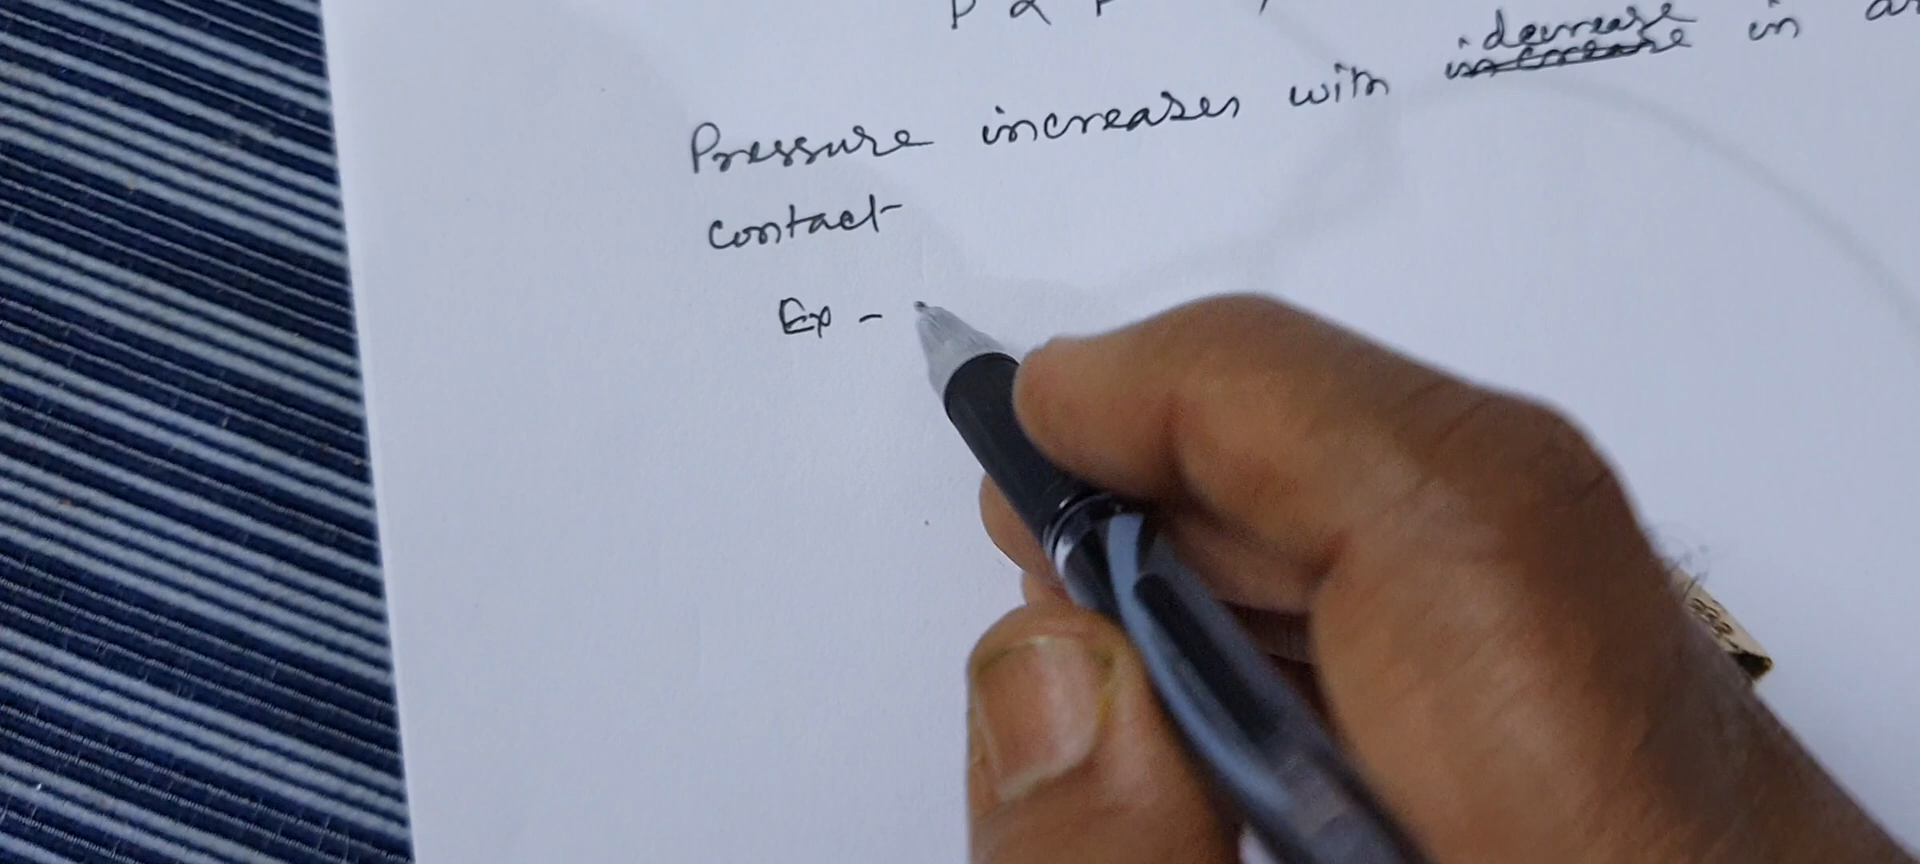 P α F
Pressure increases with decrease in
contact
Ex -